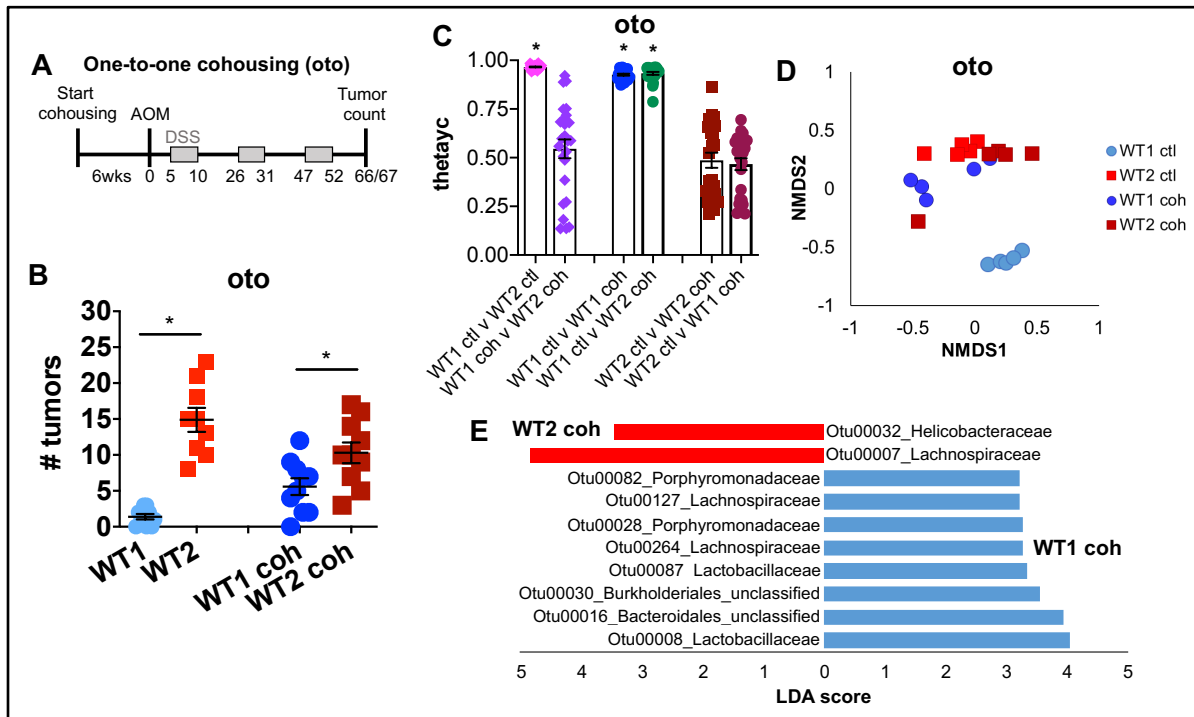 A
One-to-one cohousing (oto)
Start
cohousing
AOM
Tumor
count
DSS
6wks
0 5 10 26 31 47 52 66/67
B
oto
# tumors
30
25
20
15
10
5
0
*
*
WT1
WT2
WT1 coh
WT2 coh
C
oto
* * *
thetayc
1.00
0.75
0.50
0.25
0.00
WT1 ctl v WT2 ctl
WT1 coh v WT2 coh
WT1 ctl v WT1 coh
WT1 ctl v WT2 coh
WT2 ctl v WT2 coh
WT2 ctl v WT1 coh
D
oto
NMDS2
1
0.5
0
-0.5
-1
-1 -0.5 0 0.5 1
NMDS1
WT1 ctl
WT2 ctl
WT1 coh
WT2 coh
E
WT2 coh
Otu00032_Helicobacteraceae
Otu00007_Lachnospiraceae
Otu00082_Porphyromonadaceae
Otu00127_Lachnospiraceae
Otu00028_Porphyromonadaceae
Otu00264_Lachnospiraceae
WT1 coh
Otu00087 Lactobacillaceae
Otu00030_Burkholderiales_unclassified
Otu00016_Bacteroidales_unclassified
Otu00008_Lactobacillaceae
5 4 3 2 1 0 1 2 3 4 5
LDA score